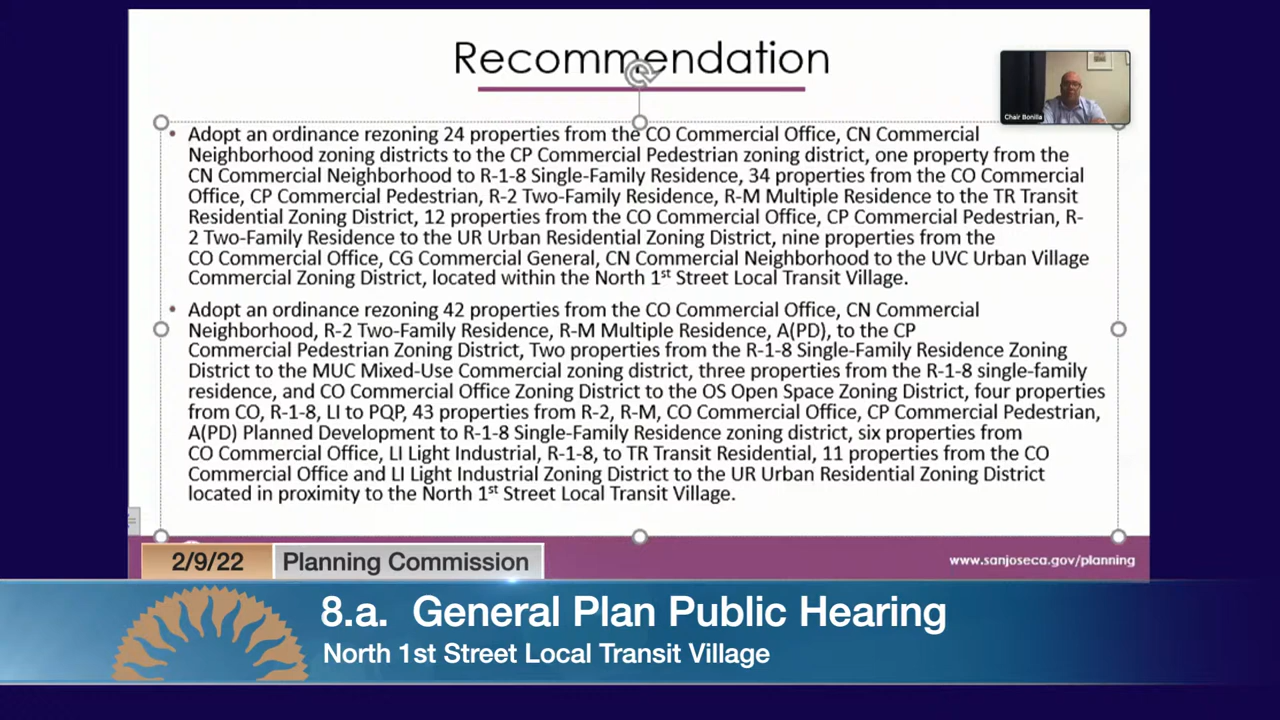 Recommendation
Chair Bonilla
• Adopt an ordinance rezoning 24 properties from the CO Commercial Office, CN Commercial
Neighborhood zoning districts to the CP Commercial Pedestrian zoning district, one property from the
CN Commercial Neighborhood to R-1-8 Single-Family Residence, 34 properties from the CO Commercial
Office, CP Commercial Pedestrian, R-2 Two-Family Residence, R-M Multiple Residence to the TR Transit
Residential Zoning District, 12 properties from the CO Commercial Office, CP Commercial Pedestrian, R-
2 Two-Family Residence to the UR Urban Residential Zoning District, nine properties from the
CO Commercial Office, CG Commercial General, CN Commercial Neighborhood to the UVC Urban Village
Commercial Zoning District, located within the North 1st Street Local Transit Village.
• Adopt an ordinance rezoning 42 properties from the CO Commercial Office, CN Commercial
Neighborhood, R-2 Two-Family Residence, R-M Multiple Residence, A(PD), to the CP
Commercial Pedestrian Zoning District, Two properties from the R-1-8 Single-Family Residence Zoning
District to the MUC Mixed-Use Commercial zoning district, three properties from the R-1-8 single-family
residence, and CO Commercial Office Zoning District to the OS Open Space Zoning District, four properties
from CO, R-1-8, LI to PQP, 43 properties from R-2, R-M, CO Commercial Office, CP Commercial Pedestrian,
A(PD) Planned Development to R-1-8 Single-Family Residence zoning district, six properties from
CO Commercial Office, LI Light Industrial, R-1-8, to TR Transit Residential, 11 properties from the CO
Commercial Office and LI Light Industrial Zoning District to the UR Urban Residential Zoning District
located in proximity to the North 1st Street Local Transit Village.
2/9/22 Planning Commission
www.sanjoseca.gov/planning
8.a. General Plan Public Hearing
North 1st Street Local Transit Village